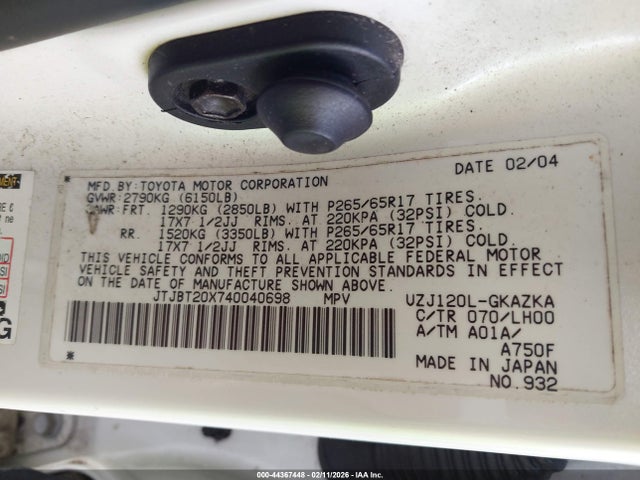 DATE 02/04
MFD. BY: TOYOTA MOTOR CORPORATION
GVWR: 2790KG (6150LB)
GAWR: FRT. 1290KG (2850LB) WITH P265/65R17 TIRES.
17X7 1/2JJ RIMS. AT 220KPA (32PSI) COLD.
RR. 1520KG (3350LB) WITH P265/65R17 TIRES.
17X7 1/2JJ RIMS. AT 220KPA (32PSI) COLD.
THIS VEHICLE CONFORMS TO ALL APPLICABLE FEDERAL MOTOR
VEHICLE SAFETY AND THEFT PREVENTION STANDARDS IN EFFECT
ON THE DATE OF MANUFACTURE SHOWN ABOVE.
JTJBT20X740040698 MPV UZJ120L-GKAZKA
C/TR 070/LH00
A/TM A01A/
A750F
MADE IN JAPAN
NO. 932
000-44367448 - 02/11/2026 - IAA Inc.